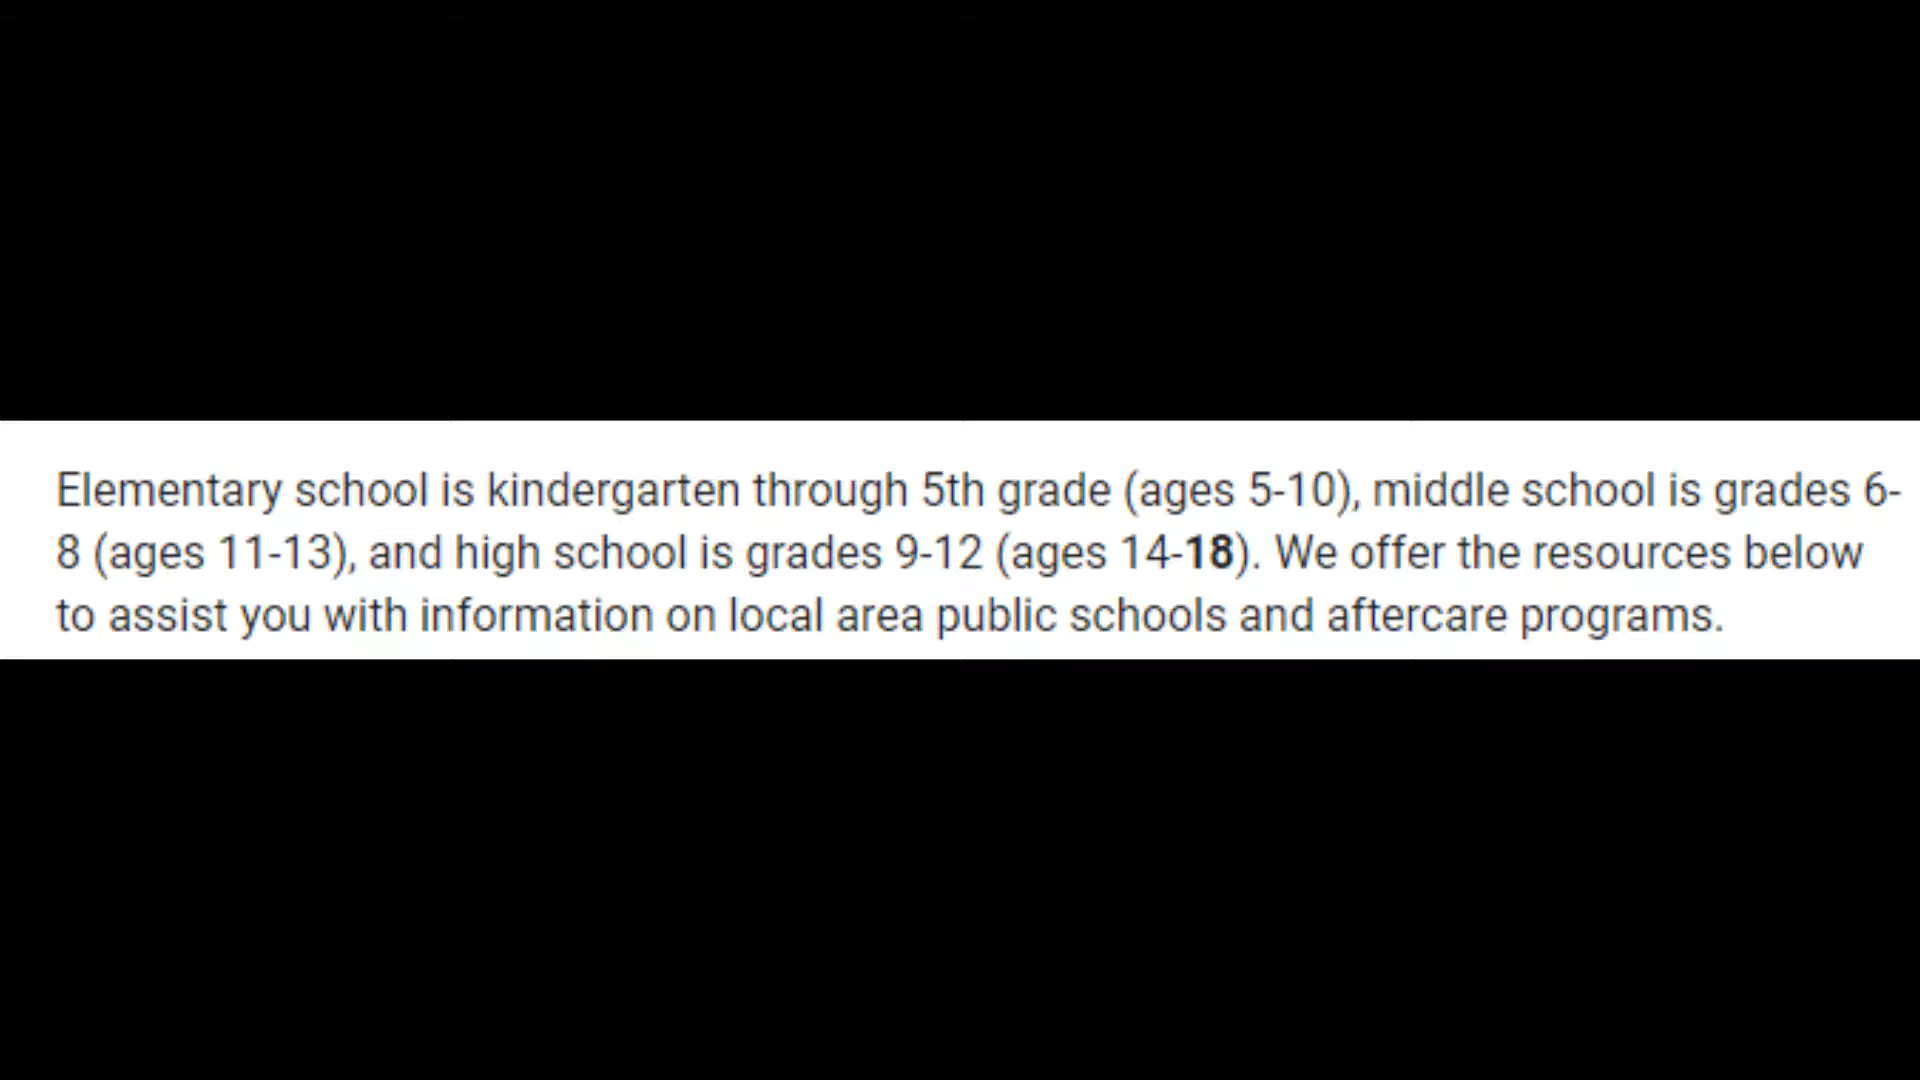 Elementary school is kindergarten through 5th grade (ages 5-10), middle school is grades 6-
8 (ages 11-13), and high school is grades 9-12 (ages 14-18). We offer the resources below
to assist you with information on local area public schools and aftercare programs.